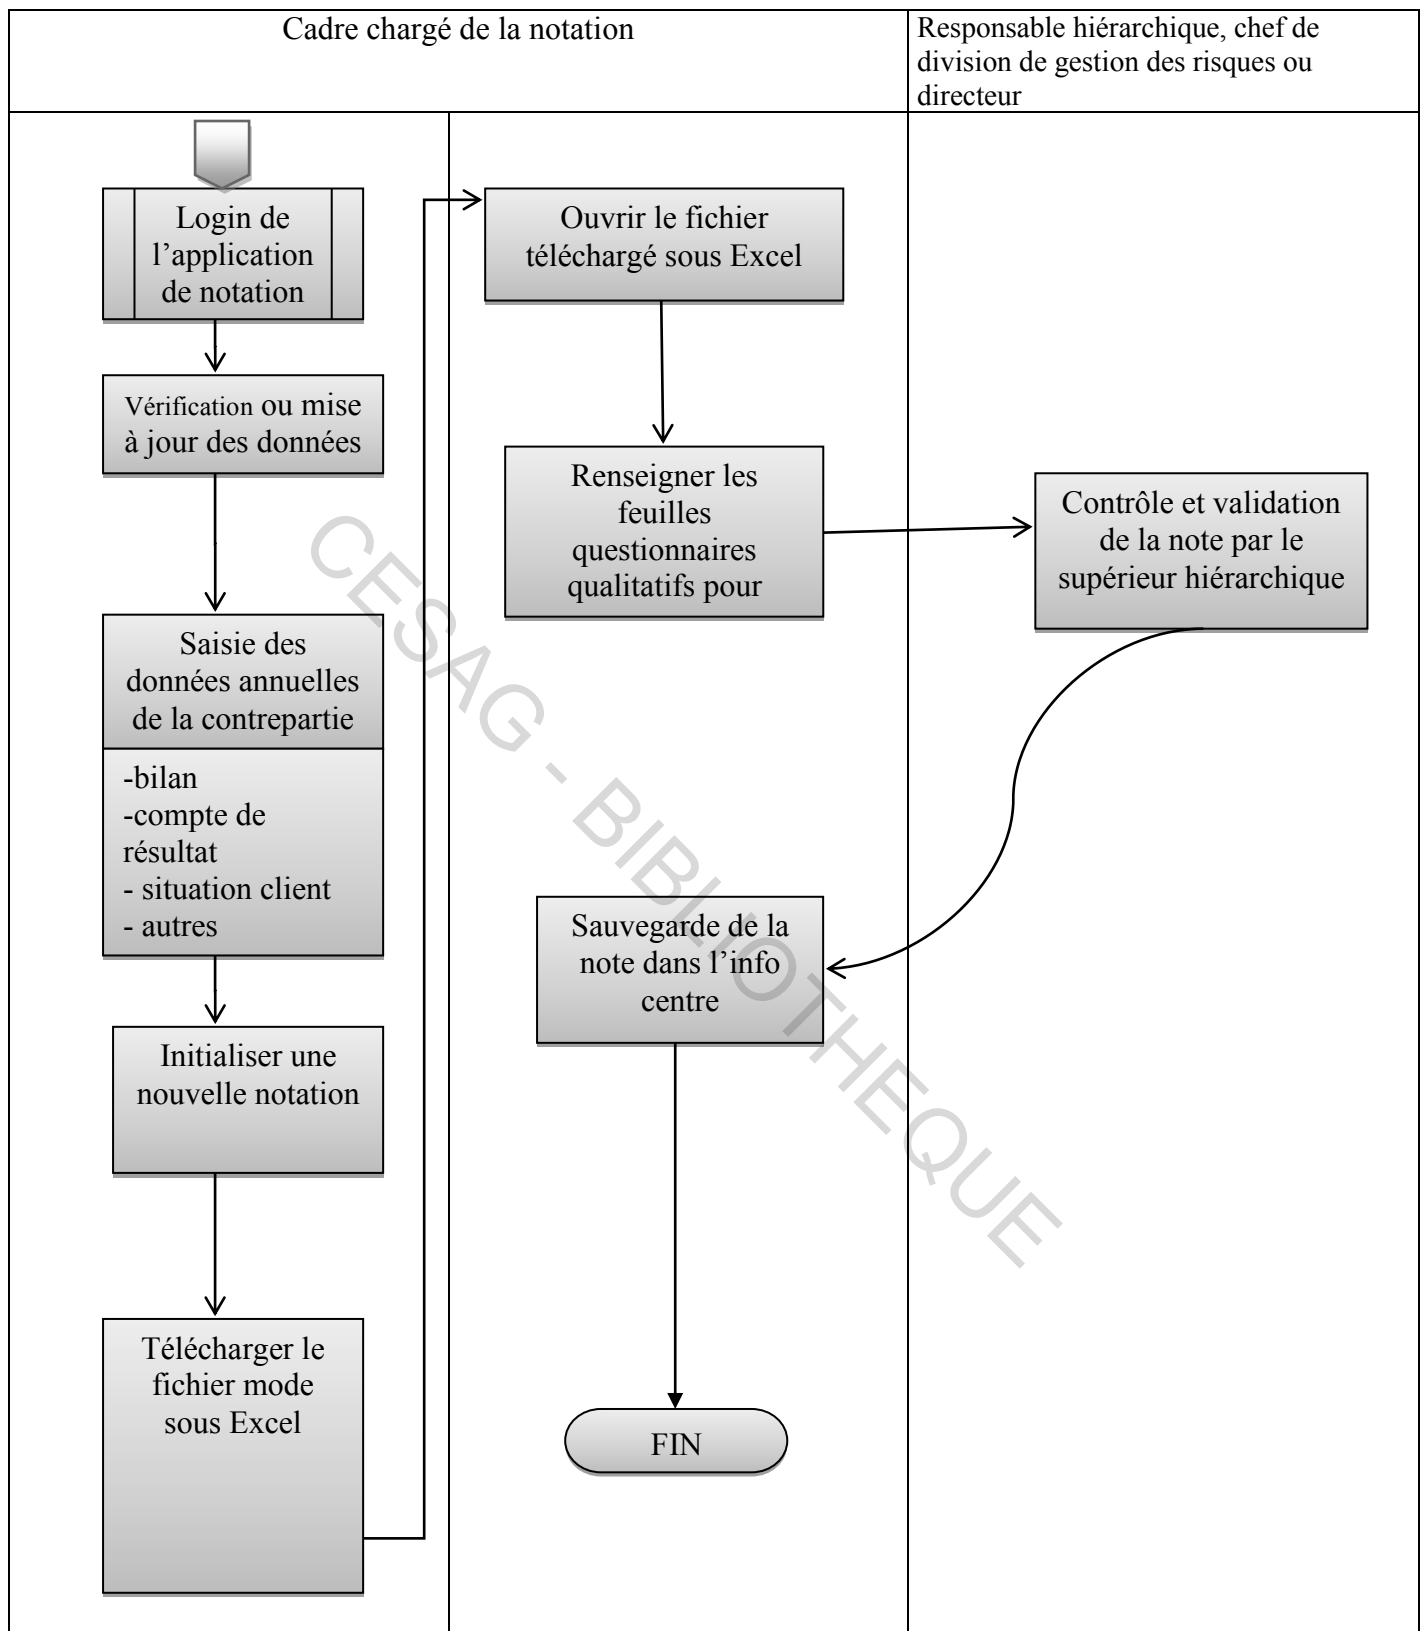 Cadre chargé de la notation
Responsable hiérarchique, chef de
division de gestion des risques ou
directeur
Login de
l’application
de notation
Vérification ou mise
à jour des données
Saisie des
données annuelles
de la contrepartie
-bilan
-compte de
résultat
- situation client
- autres
Initialiser une
nouvelle notation
Télécharger le
fichier mode
sous Excel
Ouvrir le fichier
téléchargé sous Excel
Renseigner les
feuilles
questionnaires
qualitatifs pour
Contrôle et validation
de la note par le
supérieur hiérarchique
Sauvegarde de la
note dans l’info
centre
FIN
CESAG - BIBLIOTHEQUE